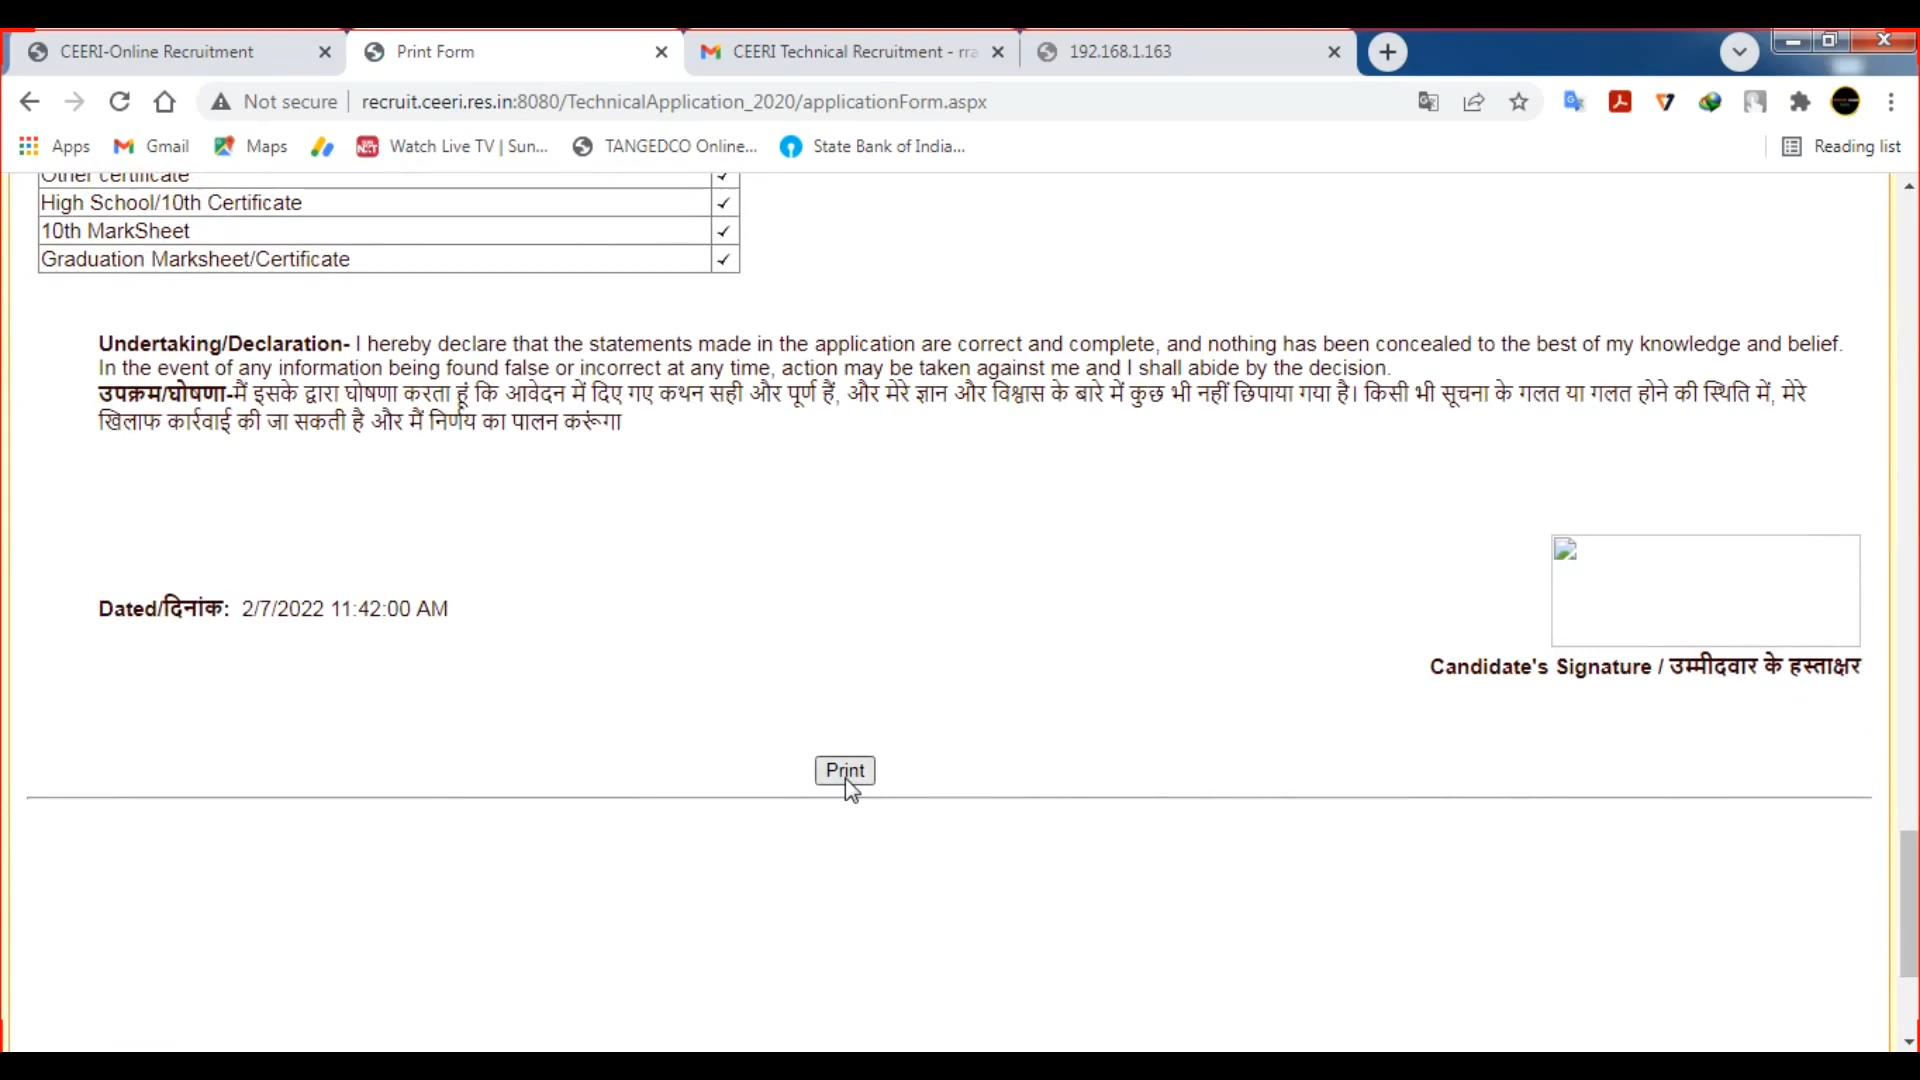 CEERI-Online Recruitment
Print Form
CEERI Technical Recruitment - rra
192.168.1.163
Not secure
recruit.ceeri.res.in:8080/TechnicalApplication_2020/applicationForm.aspx
Apps
Gmail
Maps
Watch Live TV | Sun...
TANGEDCO Online...
State Bank of India...
Reading list
Other certificate
High School/10th Certificate
10th MarkSheet
Graduation Marksheet/Certificate
Undertaking/Declaration- I hereby declare that the statements made in the application are correct and complete, and nothing has been concealed to the best of my knowledge and belief.
In the event of any information being found false or incorrect at any time, action may be taken against me and I shall abide by the decision.
उपक्रम/घोषणा-मैं इसके द्वारा घोषणा करता हूं कि आवेदन में दिए गए कथन सही और पूर्ण हैं, और मेरे ज्ञान और विश्वास के बारे में कुछ भी नहीं छिपाया गया है। किसी भी सूचना के गलत या गलत होने की स्थिति में, मेरे
खिलाफ कार्रवाई की जा सकती है और मैं निर्णय का पालन करूंगा
Dated/दिनांक: 2/7/2022 11:42:00 AM
Candidate's Signature / उम्मीदवार के हस्ताक्षर
Print